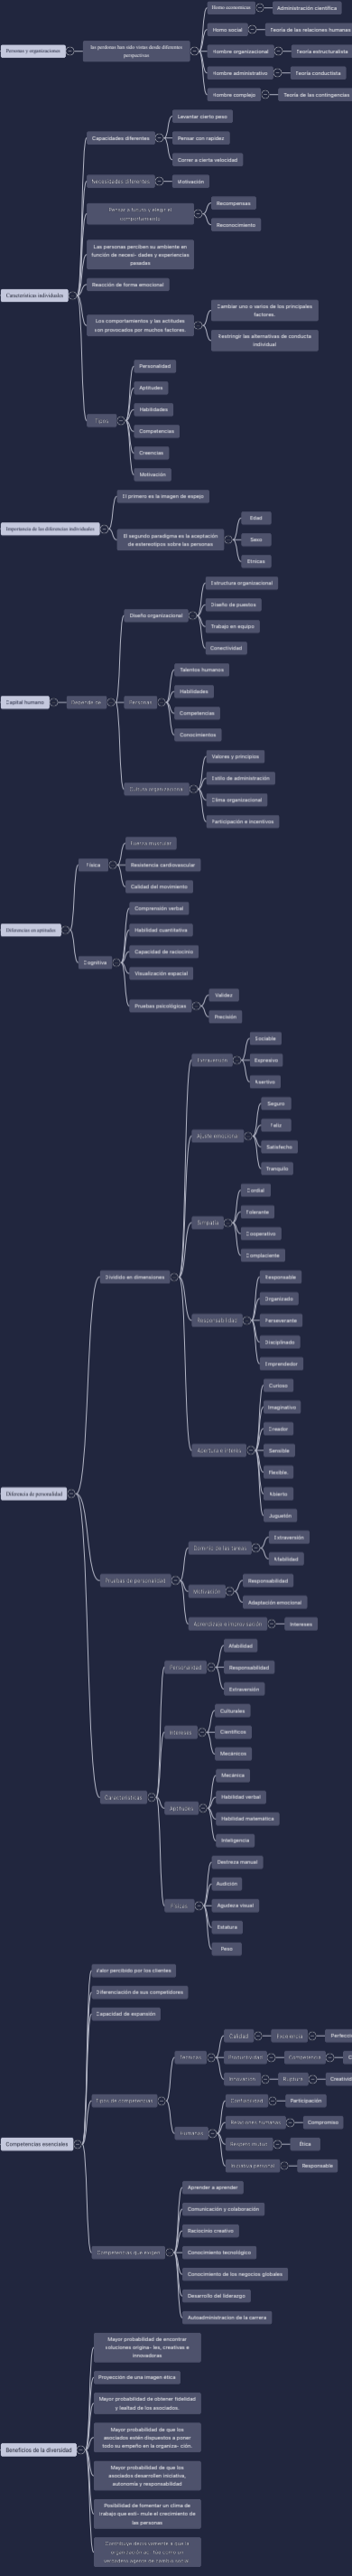 Homo economicus
Administración científica
Homo social
Teoría de las relaciones humanas
Personas y organizaciones
las personas han sido vistas desde diferentes
perspectivas
Hombre organizacional
Teoría estructuralista
Hombre administrativo
Teoría conductista
Hombre complejo
Teoría de las contingencias
Características individuales
Capacidades diferentes
Levantar cierto peso
Pensar con rapidez
Correr a cierta velocidad
Necesidades diferentes
Motivación
comportamiento
Recompensas
Reconocimiento
Las personas perciben su ambiente en
función de necesi- dades y experiencias
pasadas
Reacción de forma emocional
Los comportamientos y las actitudes
son provocados por muchos factores.
Cambiar uno o varios de los principales
factores.
Restringir las alternativas de conducta
individual
Personalidad
Aptitudes
Habilidades
Competencias
Creencias
Motivación
Importancia de las diferencias individuales
El primero es la imagen de espejo
El segundo paradigma es la aceptación
de estereotipos sobre las personas
Edad
Sexo
Étnicas
Capital humano
Depende de
Diseño organizacional
Estructura organizacional
Diseño de puestos
Trabajo en equipo
Conectividad
Personas
Talentos humanos
Habilidades
Competencias
Conocimientos
Cultura organizacional
Valores y principios
Estilo de administración
Clima organizacional
Participación e incentivos
Diferencias en aptitudes
Física
Fuerza muscular
Resistencia cardiovascular
Calidad del movimiento
Cognitiva
Comprensión verbal
Habilidad cuantitativa
Capacidad de raciocinio
Visualización espacial
Pruebas psicológicas
Validez
Precisión
Diferencia de personalidad
Dividido en dimensiones
Extraversión
Sociable
Expresivo
Asertivo
Ajuste emocional
Seguro
Feliz
Satisfecho
Tranquilo
Simpatía
Cordial
Tolerante
Cooperativo
Complaciente
Responsabilidad
Responsable
Organizado
Perseverante
Disciplinado
Emprendedor
Apertura e interés
Curioso
Imaginativo
Creador
Sensible
Flexible.
Abierto
Juguetón
Pruebas de personalidad
Dominio de las tareas
Extraversión
Afabilidad
Motivación
Responsabilidad
Adaptación emocional
Intereses
Características
Personalidad
Afabilidad
Responsabilidad
Extraversión
Intereses
Culturales
Científicos
Mecánicos
Aptitudes
Mecánica
Habilidad verbal
Habilidad matemática
Inteligencia
Físicas
Destreza manual
Audición
Agudeza visual
Estatura
Peso
Competencias esenciales
Valor percibido por los clientes
Diferenciación de sus competidores
Capacidad de expansión
Tipos de competencias
Técnicas
Calidad
Excelencia
Perfecc
Productividad
Competencia
C
Innovación
Ruptura
Creativid
Humanas
Confiabilidad
Participación
Relaciones humanas
Compromiso
Respeto mutuo
Ética
Iniciativa personal
Responsable
Competencias que exigen
Aprender a aprender
Comunicación y colaboración
Raciocinio creativo
Conocimiento tecnológico
Conocimiento de los negocios globales
Desarrollo del liderazgo
Autoadministracion de la carrera
Beneficios de la diversidad
Mayor probabilidad de encontrar
soluciones origina- les, creativas e
innovadoras
Proyección de una imagen ética
Mayor probabilidad de obtener fidelidad
y lealtad de los asociados.
Mayor probabilidad de que los
asociados estén dispuestos a poner
todo su empeño en la organiza- ción.
Mayor probabilidad de que los
asociados desarrollen iniciativa,
autonomía y responsabilidad
Posibilidad de fomentar un clima de
trabajo que estí- mule el crecimiento de
las personas